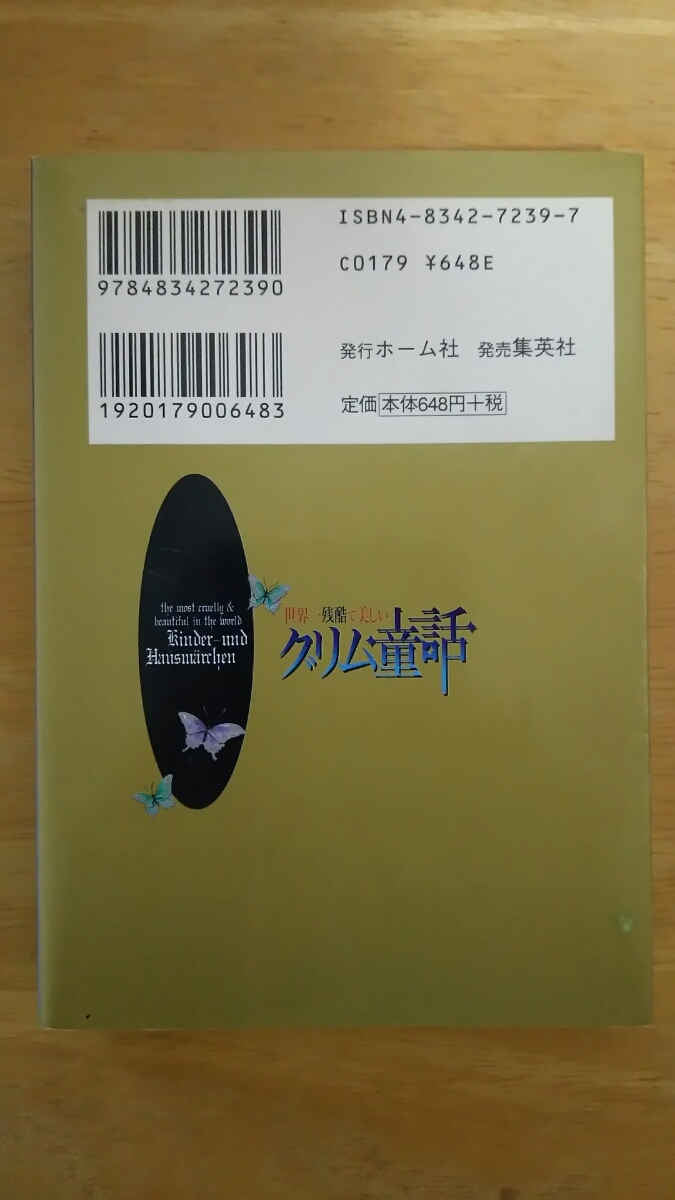 ISBN4-8342-7239-7
9784834272390
C0179 ¥648E
発行ホーム社 発売集英社
1920179006483
定価 本体648円+税
the most cruelly &
beautiful in the world
Kinder-und
Hausmärchen
世界一残酷で美しい
グリム童話